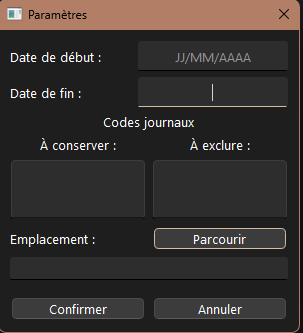 Paramètres
Date de début : JJ/MM/AAAA
Date de fin :
Codes journaux
À conserver : À exclure :
Emplacement : Parcourir
Confirmer Annuler